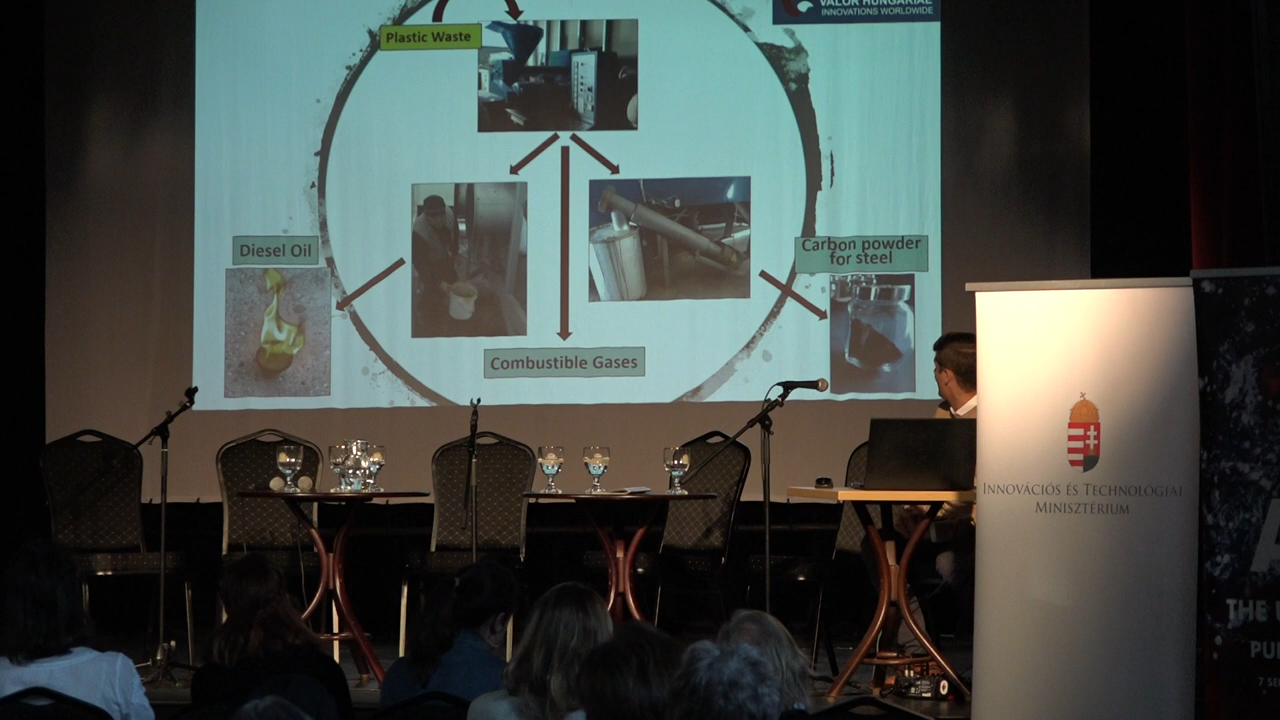 VALOR HUNGARIAE
INNOVATIONS WORLDWIDE
Plastic Waste
Diesel Oil
Carbon powder
for steel
Combustible Gases
INNOVÁCIÓS ÉS TECHNOLÓGIAI
MINISZTÉRIUM
THE
7